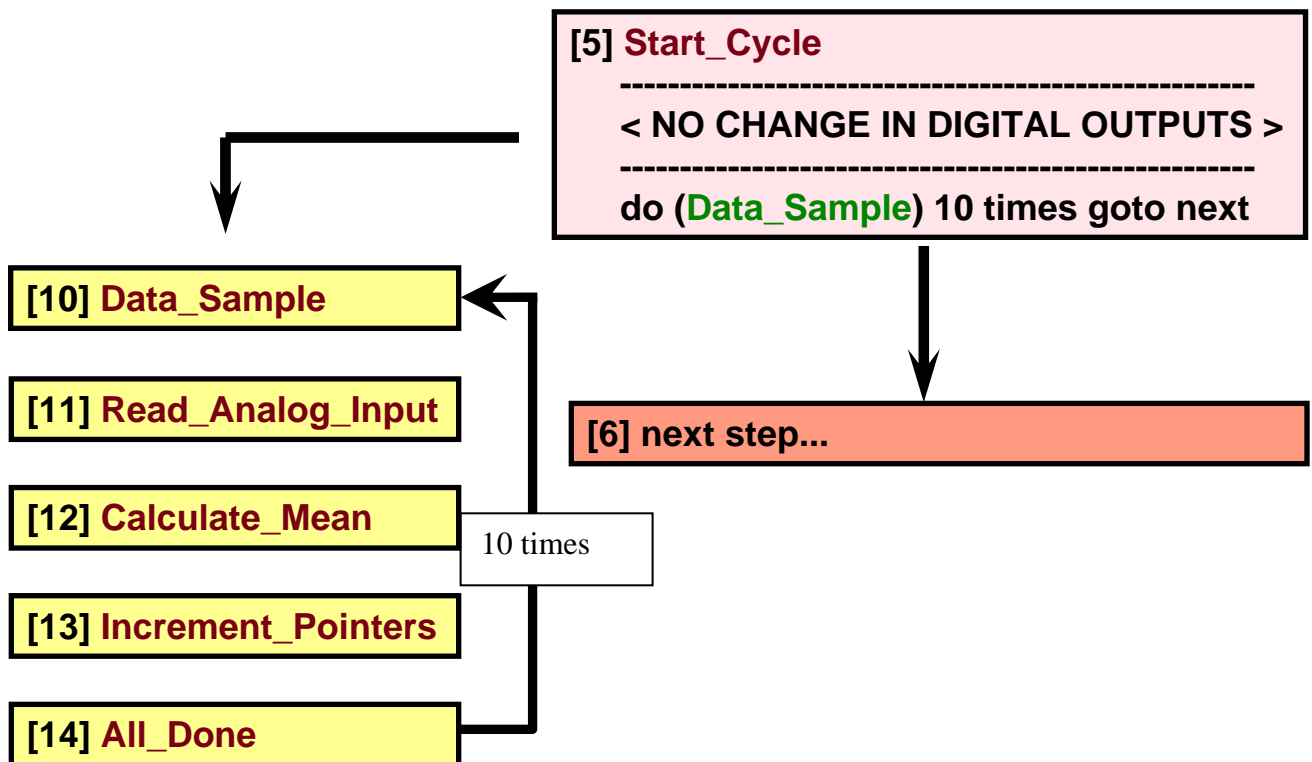 [5] Start_Cycle
-----------------------------------------------------
< NO CHANGE IN DIGITAL OUTPUTS >
-----------------------------------------------------
do (Data_Sample) 10 times goto next
[10] Data_Sample
[11] Read_Analog_Input
[6] next step...
[12] Calculate_Mean
10 times
[13] Increment_Pointers
[14] All_Done